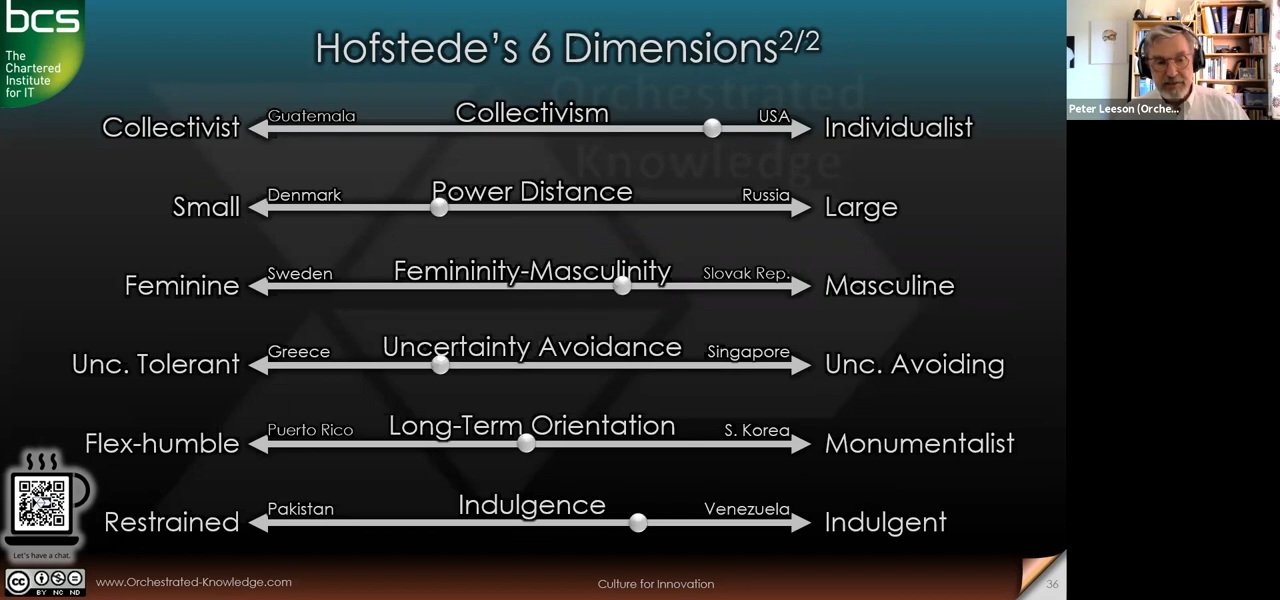 bcs
The
Chartered
Institute
for IT
Hofstede's 6 Dimensions2/2
Peter Leeson (Orche...
Orchestrated
Knowledge
Collectivist
Guatemala
Collectivism
USA
Individualist
Small
Denmark
Power Distance
Russia
Large
Feminine
Sweden
Femininity-Masculinity
Slovak Rep.
Masculine
Unc. Tolerant
Greece
Uncertainty Avoidance
Singapore
Unc. Avoiding
Flex-humble
Puerto Rico
Long-Term Orientation
S. Korea
Monumentalist
Restrained
Pakistan
Indulgence
Venezuela
Indulgent
Let's have a chat.
CC
BY NC ND
www.Orchestrated-Knowledge.com
Culture for Innovation
36